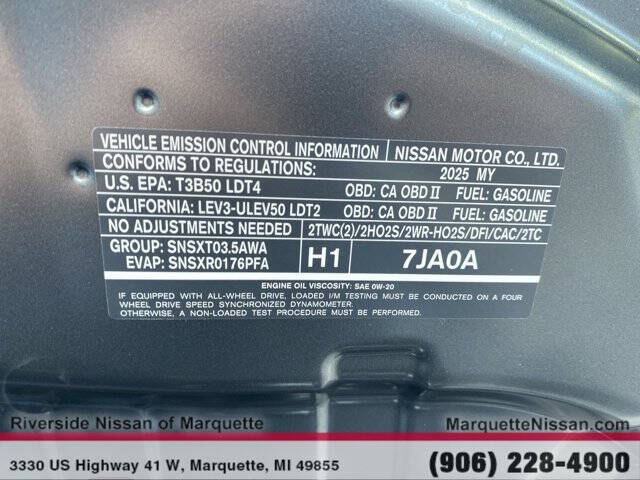 VEHICLE EMISSION CONTROL INFORMATION NISSAN MOTOR CO., LTD.
CONFORMS TO REGULATIONS: 2025 MY
U.S. EPA: T3B50 LDT4 OBD: CA OBD II FUEL: GASOLINE
CALIFORNIA: LEV3-ULEV50 LDT2 OBD: CA OBD II FUEL: GASOLINE
NO ADJUSTMENTS NEEDED 2TWC(2)/2HO2S/2WR-HO2S/DFI/CAC/2TC
GROUP: SNSXT03.5AWA
EVAP: SNSXR0176PFA
H1 7JA0A
ENGINE OIL VISCOSITY: SAE 0W-20
IF EQUIPPED WITH ALL-WHEEL DRIVE, LOADED I/M TESTING MUST BE CONDUCTED ON A FOUR
WHEEL DRIVE SPEED SYNCHRONIZED DYNAMOMETER.
OTHERWISE, A NON-LOADED TEST PROCEDURE MUST BE PERFORMED.
Riverside Nissan of Marquette MarquetteNissan.com
3330 US Highway 41 W, Marquette, MI 49855 (906) 228-4900